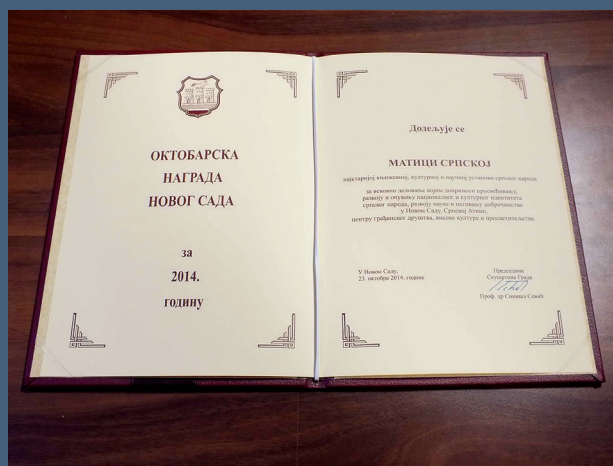 ОКТОБАРСКА
НАГРАДА
НОВОГ САДА
за
2014.
годину
Додељује се
МАТИЦИ СРПСКОЈ
најстаријој књижевној, културној и научној установи српског народа
за вековно деловање којим доприноси просвећивању,
развоју и очувању националног и културног идентитета
српског народа, развоју науке и неговању доброчинства
у Новом Саду, Српској Атини,
центру грађанског друштва, високе културе и просветитељства
У Новом Саду,
23. октобра 2014. године
Председник
Скупштине Града
Проф. др Синиша Севић